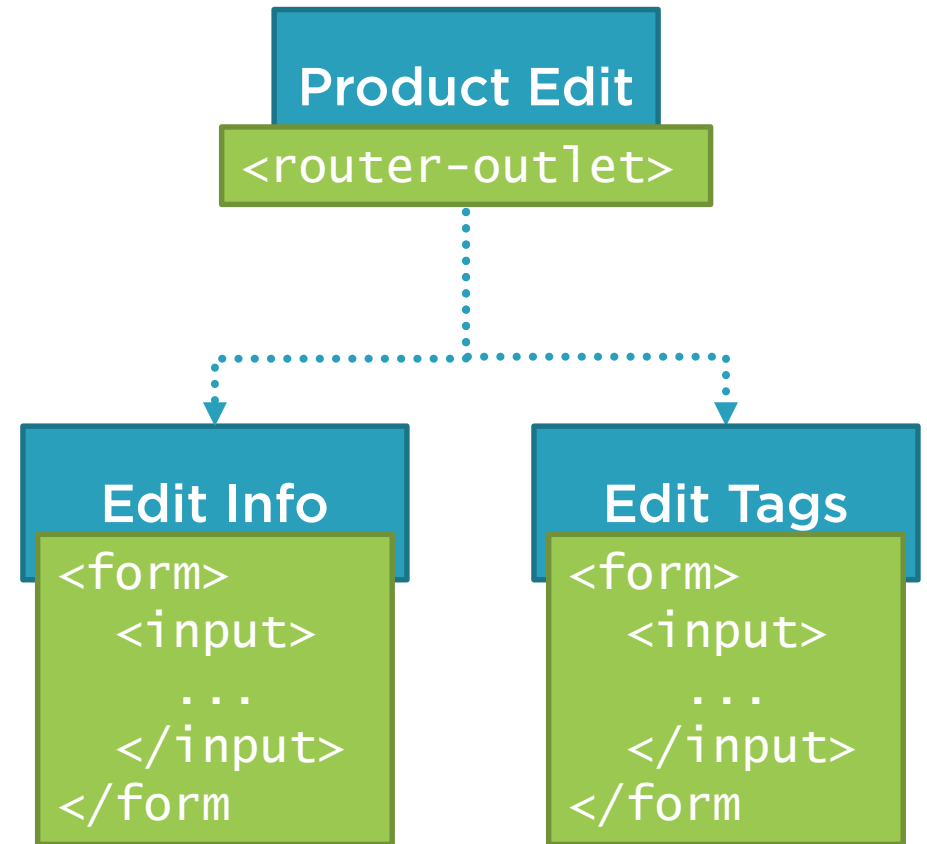 Product Edit
<router-outlet>
Edit Info
<form>
<input>
...
</input>
</form
Edit Tags
<form>
<input>
...
</input>
</form